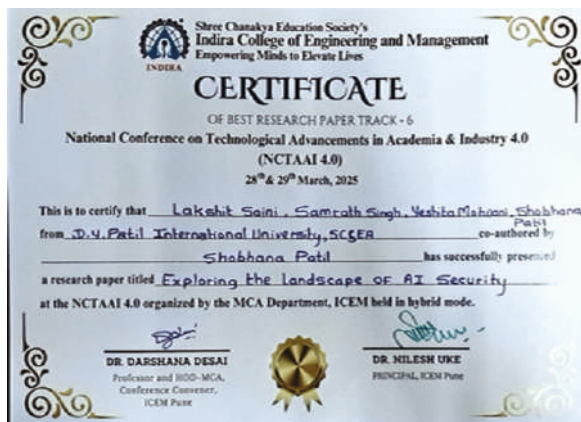 Shree Chanakya Education Society's
Indira College of Engineering and Management
Empowering Minds to Elevate Lives
INDIRA
CERTIFICATE
OF BEST RESEARCH PAPER TRACK - 6
National Conference on Technological Advancements in Academia & Industry 4.0
(NCTAAI 4.0)
28th & 29th March, 2025
This is to certify that Lakshit Saini, Samrath Singh, Yeshita Mahnani, Shobhana
Patil
from D.Y.Patil International University, SCSEA co-authored by
Shobhana Patil has successfully presented
a research paper titled Exploring the Landscape of AI Security
at the NCTAAI 4.0 organized by the MCA Department, ICEM held in hybrid mode.
DR. DARSHANA DESAI
Professor and HOD-MCA,
Conference Convener,
ICEM Pune
DR. NILESH UKE
PRINCIPAL, ICEM Pune